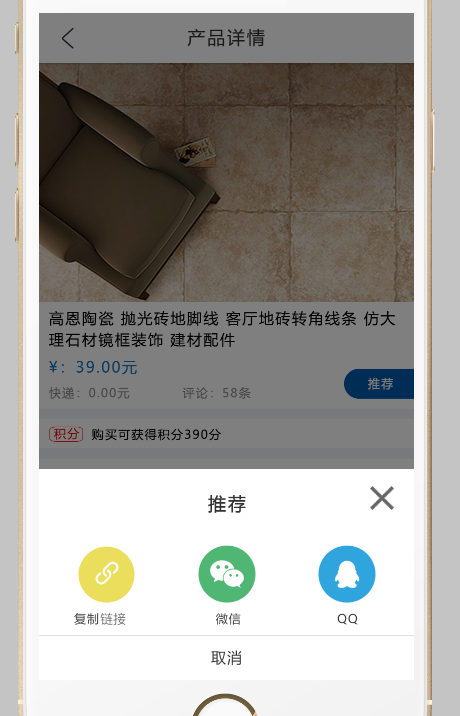 产品详情
高恩陶瓷 抛光砖地脚线 客厅地砖转角线条 仿大
理石材镜框装饰 建材配件
¥：39.00元
快递：0.00元 评论：58条
推荐
积分 购买可获得积分390分
推荐
复制链接 微信 QQ
取消